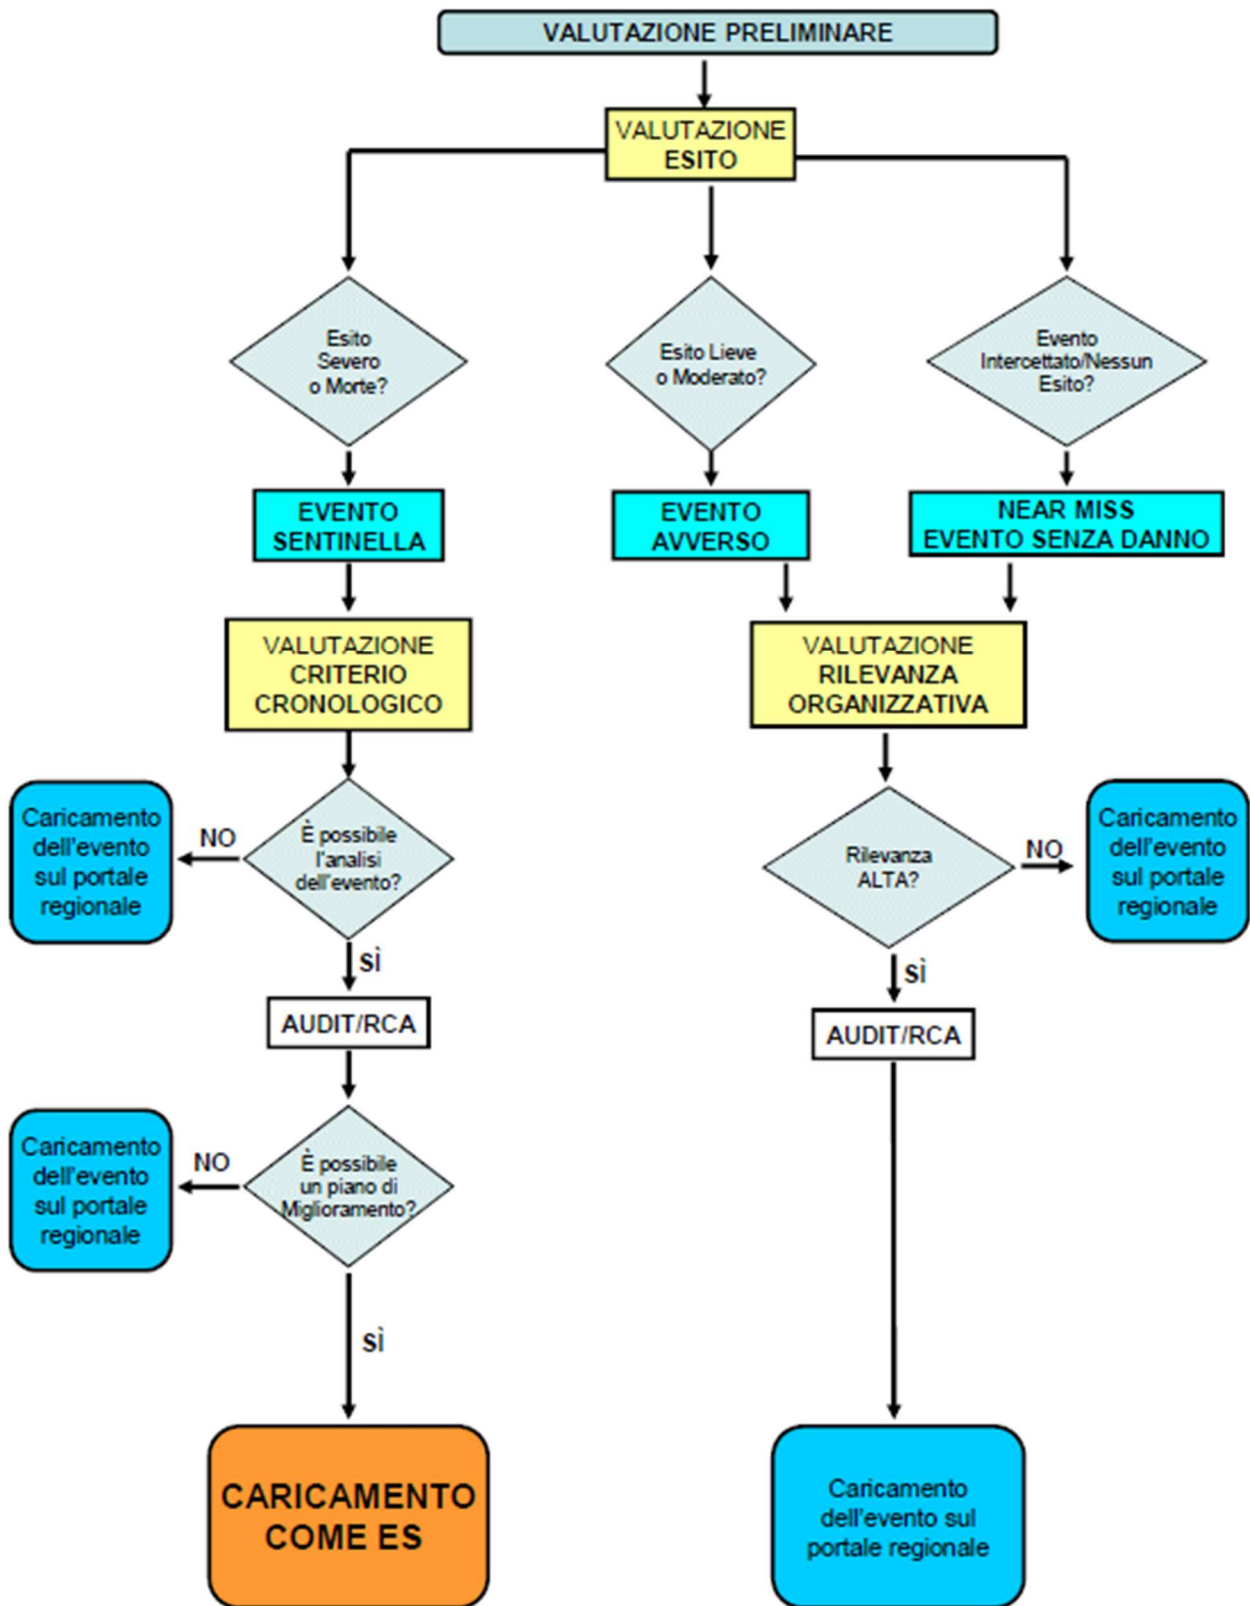 VALUTAZIONE PRELIMINARE
VALUTAZIONE
ESITO
Esito
Severo
o Morte?
Esito Lieve
o Moderato?
Evento
Intercettato/Nessun
Esito?
EVENTO
SENTINELLA
EVENTO
AVVERSO
NEAR MISS
EVENTO SENZA DANNO
VALUTAZIONE
CRITERIO
CRONOLOGICO
VALUTAZIONE
RILEVANZA
ORGANIZZATIVA
Caricamento
dell'evento
sul portale
regionale
NO
È possibile
l'analisi
dell'evento?
Rilevanza
ALTA?
NO
Caricamento
dell'evento
sul portale
regionale
SÌ
SÌ
AUDIT/RCA
AUDIT/RCA
Caricamento
dell'evento
sul portale
regionale
NO
È possibile
un piano di
Miglioramento?
SÌ
CARICAMENTO
COME ES
Caricamento
dell'evento sul
portale regionale